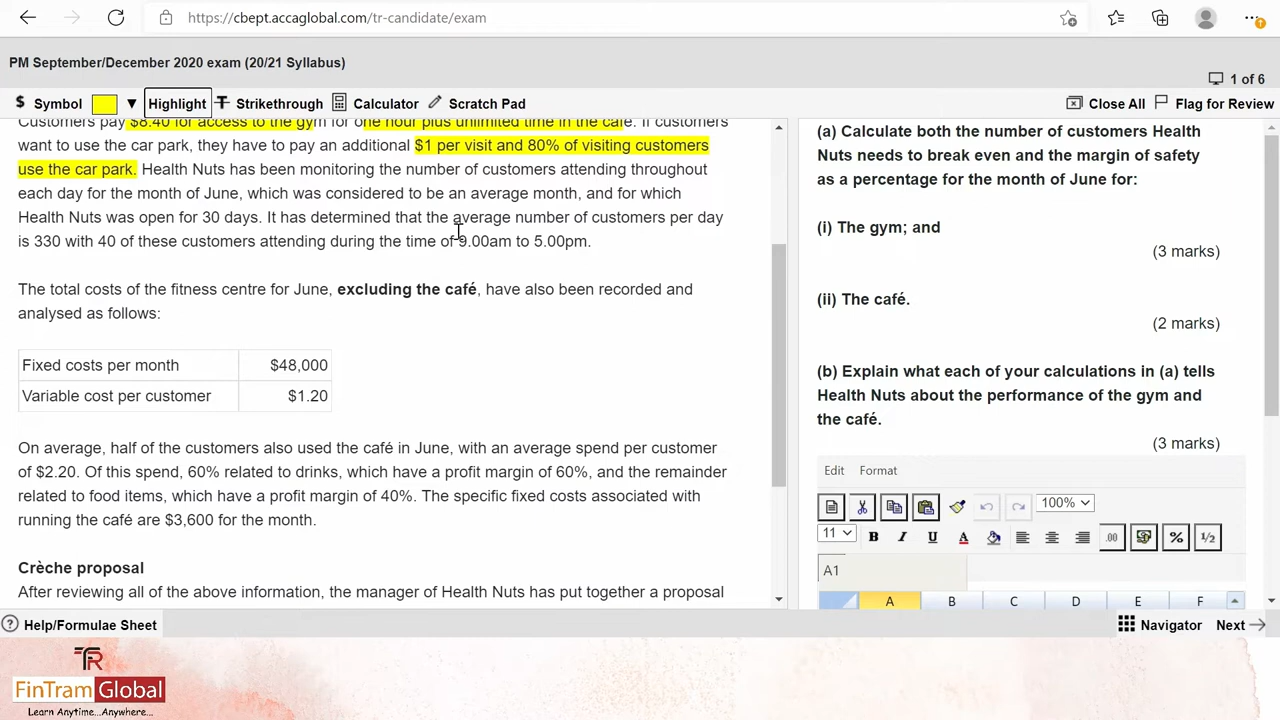 https://cbept.accaglobal.com/tr-candidate/exam
PM September/December 2020 exam (20/21 Syllabus)
1 of 6
$ Symbol ▼ Highlight Strikethrough Calculator Scratch Pad Close All Flag for Review
Customers pay $8.40 for access to the gym for one hour plus unlimited time in the café. If customers
want to use the car park, they have to pay an additional $1 per visit and 80% of visiting customers
use the car park. Health Nuts has been monitoring the number of customers attending throughout
each day for the month of June, which was considered to be an average month, and for which
Health Nuts was open for 30 days. It has determined that the average number of customers per day
is 330 with 40 of these customers attending during the time of 9.00am to 5.00pm.
The total costs of the fitness centre for June, excluding the café, have also been recorded and
analysed as follows:
Fixed costs per month $48,000
Variable cost per customer $1.20
On average, half of the customers also used the café in June, with an average spend per customer
of $2.20. Of this spend, 60% related to drinks, which have a profit margin of 60%, and the remainder
related to food items, which have a profit margin of 40%. The specific fixed costs associated with
running the café are $3,600 for the month.
Crèche proposal
After reviewing all of the above information, the manager of Health Nuts has put together a proposal
(a) Calculate both the number of customers Health
Nuts needs to break even and the margin of safety
as a percentage for the month of June for:
(i) The gym; and
(3 marks)
(ii) The café.
(2 marks)
(b) Explain what each of your calculations in (a) tells
Health Nuts about the performance of the gym and
the café.
(3 marks)
Edit Format
100%
11 B I U A .00 % 1/2
A1
A B C D E F
Help/Formulae Sheet Navigator Next
TR
FinTram Global
Learn Anytime...Anywhere...